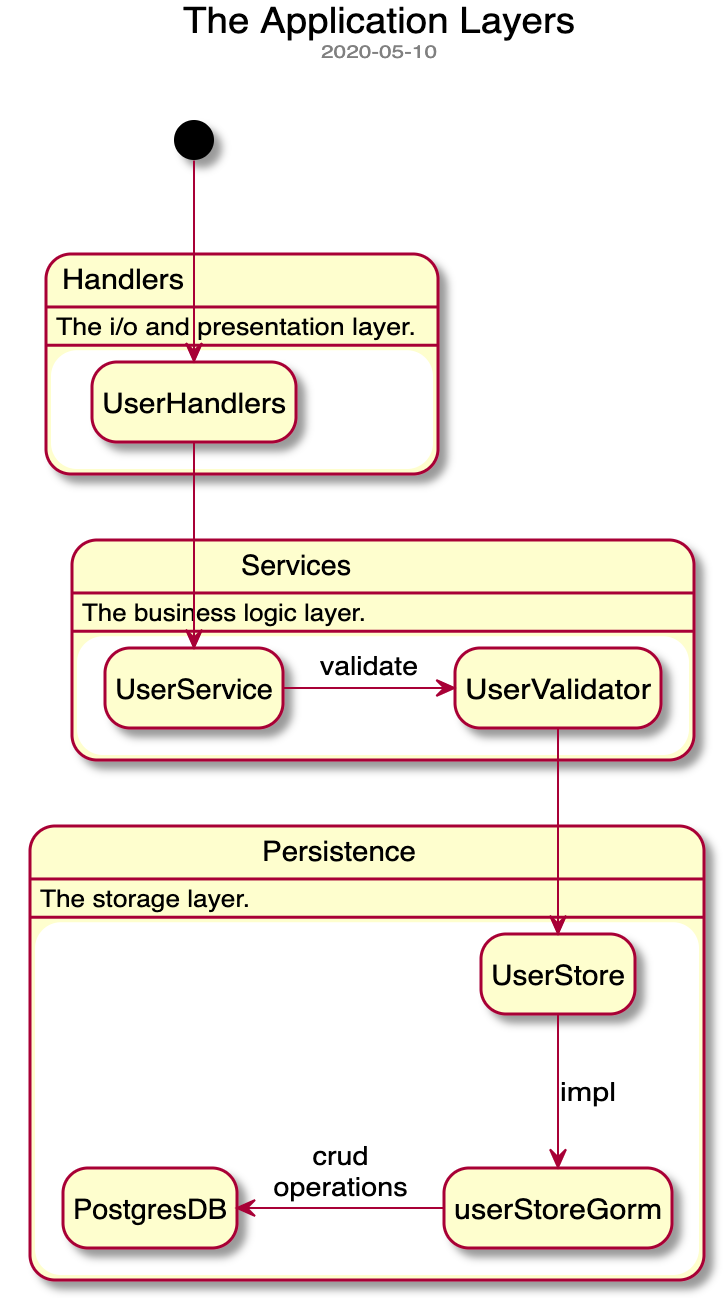 The Application Layers
2020-05-10
Handlers
The i/o and presentation layer.
UserHandlers
Services
The business logic layer.
UserService
validate
UserValidator
Persistence
The storage layer.
UserStore
impl
crud
operations
PostgresDB
userStoreGorm